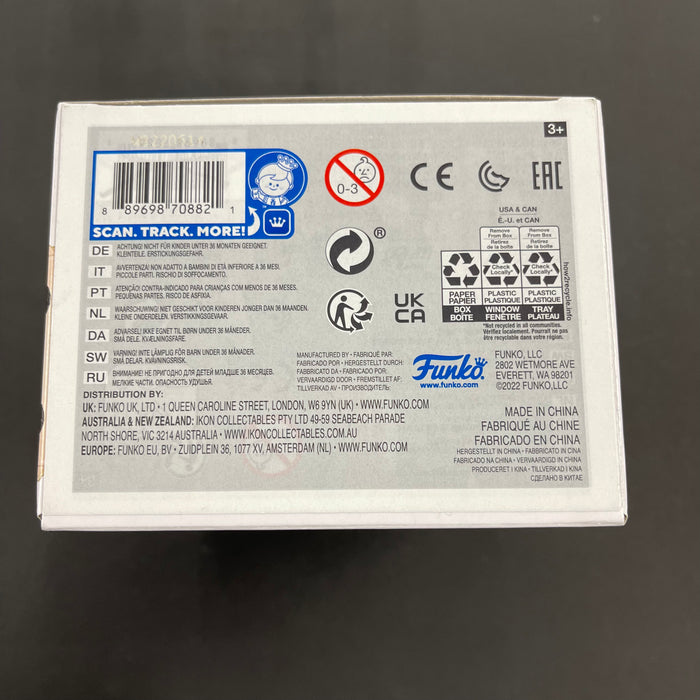 3+
8 89698 70882 1
SCAN. TRACK. MORE!
0-3
CE
EAC
®
UK
CA
USA & CAN
É.-U. et CAN
Remove From Box
Retirez de la boîte
Check Locally*
Check Locally*
Remove From Box
Retirez de la boîte
PAPER
PAPIER
PLASTIC
PLASTIQUE
PLASTIC
PLASTIQUE
BOX
BOÎTE
WINDOW
FENÊTRE
TRAY
PLATEAU
*Not recycled in all communities.
Vérifiez localement. Pourrait ne pas
être recyclable dans votre région.
how2recycle.info
DE ACHTUNG! NICHT FÜR KINDER UNTER 36 MONATEN GEEIGNET.
KLEINTEILE. ERSTICKUNGSGEFAHR.
IT AVVERTENZA! NON ADATTO A BAMBINI DI ETÀ INFERIORE A 36 MESI.
PICCOLE PARTI. RISCHIO DI SOFFOCAMENTO.
PT ATENÇÃO! CONTRA-INDICADO PARA CRIANÇAS COM MENOS DE 36 MESES.
PEQUENAS PARTES. RISCO DE ASFIXIA.
NL WAARSCHUWING! NIET GESCHIKT VOOR KINDEREN JONGER DAN 36 MAANDEN.
KLEINE ONDERDELEN. VERSTIKKINGSGEVAAR.
DA ADVARSEL! IKKE EGNET TIL BØRN UNDER 36 MÅNEDER.
SMÅ DELE. KVÆLFAREN.
SW VARNING! INTE LÄMPLIG FÖR BARN UNDER 36 MÅNADER.
SMÅ DELAR. KVÄVNINGSRISK.
RU ВНИМАНИЕ! НЕ ПРИГОДНО ДЛЯ ДЕТЕЙ МЛАДШЕ 36 МЕСЯЦЕВ.
МЕЛКИЕ ЧАСТИ. ОПАСНОСТЬ УДУШЬЯ.
MANUFACTURED BY • FABRIQUÉ PAR:
FABRICADO POR • HERGESTELLT DURCH:
FABBRICATO DA • FABRICADO POR:
VERVAARDIGD DOOR • FREMSTILLET AF:
TILLVERKAD AV • ПРОИЗВОДИТЕЛЬ:
Funko
www.funko.com
FUNKO, LLC
2802 WETMORE AVE
EVERETT, WA 98201
©2022 FUNKO,LLC
DISTRIBUTION BY:
UK: FUNKO UK, LTD • 1 QUEEN CAROLINE STREET, LONDON, W6 9YN (UK) • WWW.FUNKO.COM
AUSTRALIA & NEW ZEALAND: IKON COLLECTABLES PTY LTD 49-59 SEABEACH PARADE
NORTH SHORE, VIC 3214 AUSTRALIA • WWW.IKONCOLLECTABLES.COM.AU
EUROPE: FUNKO EU, BV • ZUIDPLEIN 36, 1077 XV, AMSTERDAM (NL) • WWW.FUNKO.COM
MADE IN CHINA
FABRIQUÉ AU CHINE
FABRICADO EN CHINA
HERGESTELLT IN CHINA • FABBRICATO IN CINA
FABRICADO NA CHINA • VERVAARDIGD IN CHINA
PRODUCERET I KINA • TILLVERKAD I KINA
СДЕЛАНО В КИТАЕ